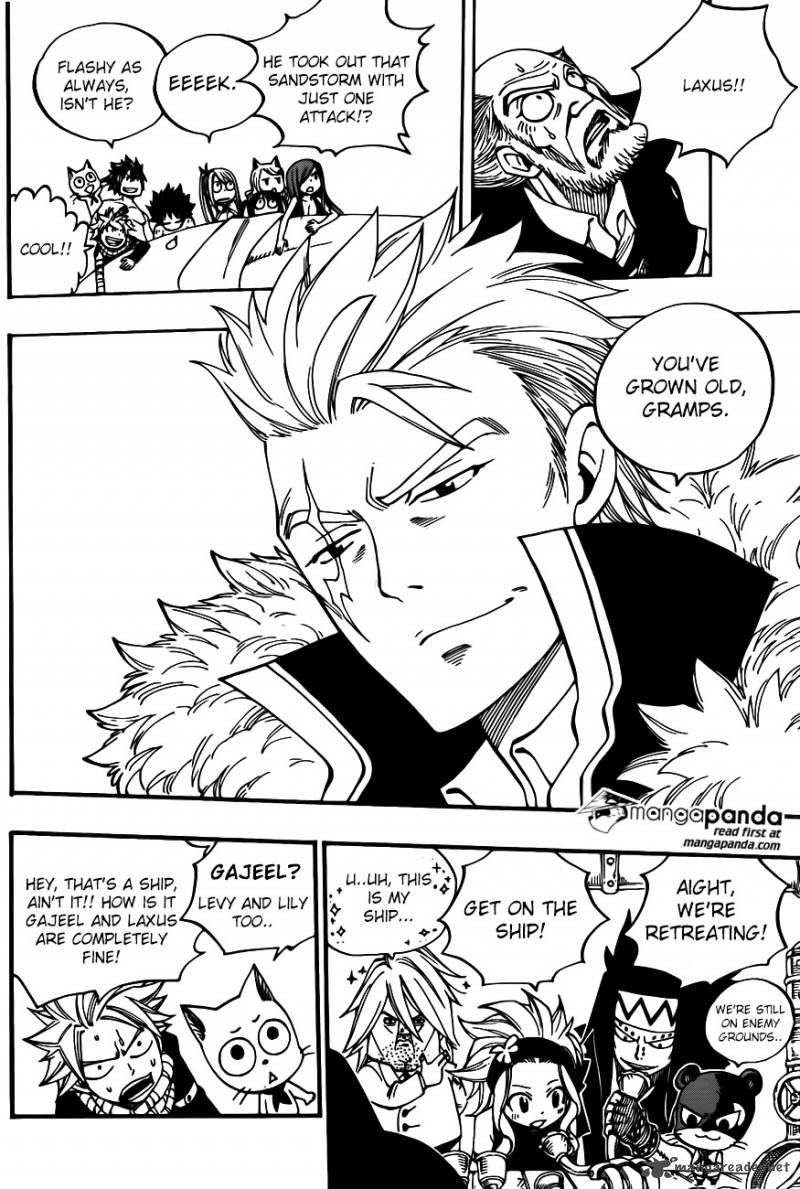 LAXUS!!
HE TOOK OUT THAT
SANDSTORM WITH
JUST ONE
ATTACK!?
EEEEK.
FLASHY AS
ALWAYS,
ISN'T HE?
COOL!!
YOU'VE
GROWN OLD,
GRAMPS.
mangapanda
read first at
mangapanda.com
AIGHT,
WE'RE
RETREATING!
WE'RE STILL
ON ENEMY
GROUNDS..
GET ON THE
SHIP!
U..UH, THIS
IS MY
SHIP...
GAJEEL?
LEVY AND LILY
TOO..
HEY, THAT'S A SHIP,
AIN'T IT!! HOW IS IT
GAJEEL AND LAXUS
ARE COMPLETELY
FINE!
mangareader.net